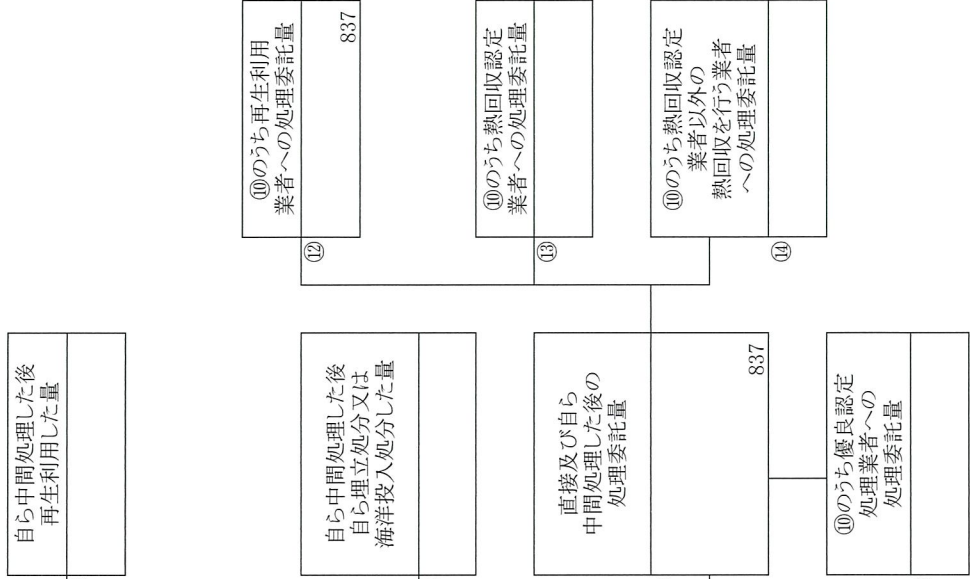 自ら中間処理した後
再生利用した量
自ら中間処理した後
自ら埋立処分又は
海洋投入処分した量
直接及び自ら
中間処理した後の
処理委託量
837
⑩のうち優良認定
処理業者への
処理委託量
⑩のうち再生利用
業者への処理委託量
⑫
837
⑩のうち熱回収認定
業者への処理委託量
⑬
⑩のうち熱回収認定
業者以外の
熱回収を行う業者
への処理委託量
⑭